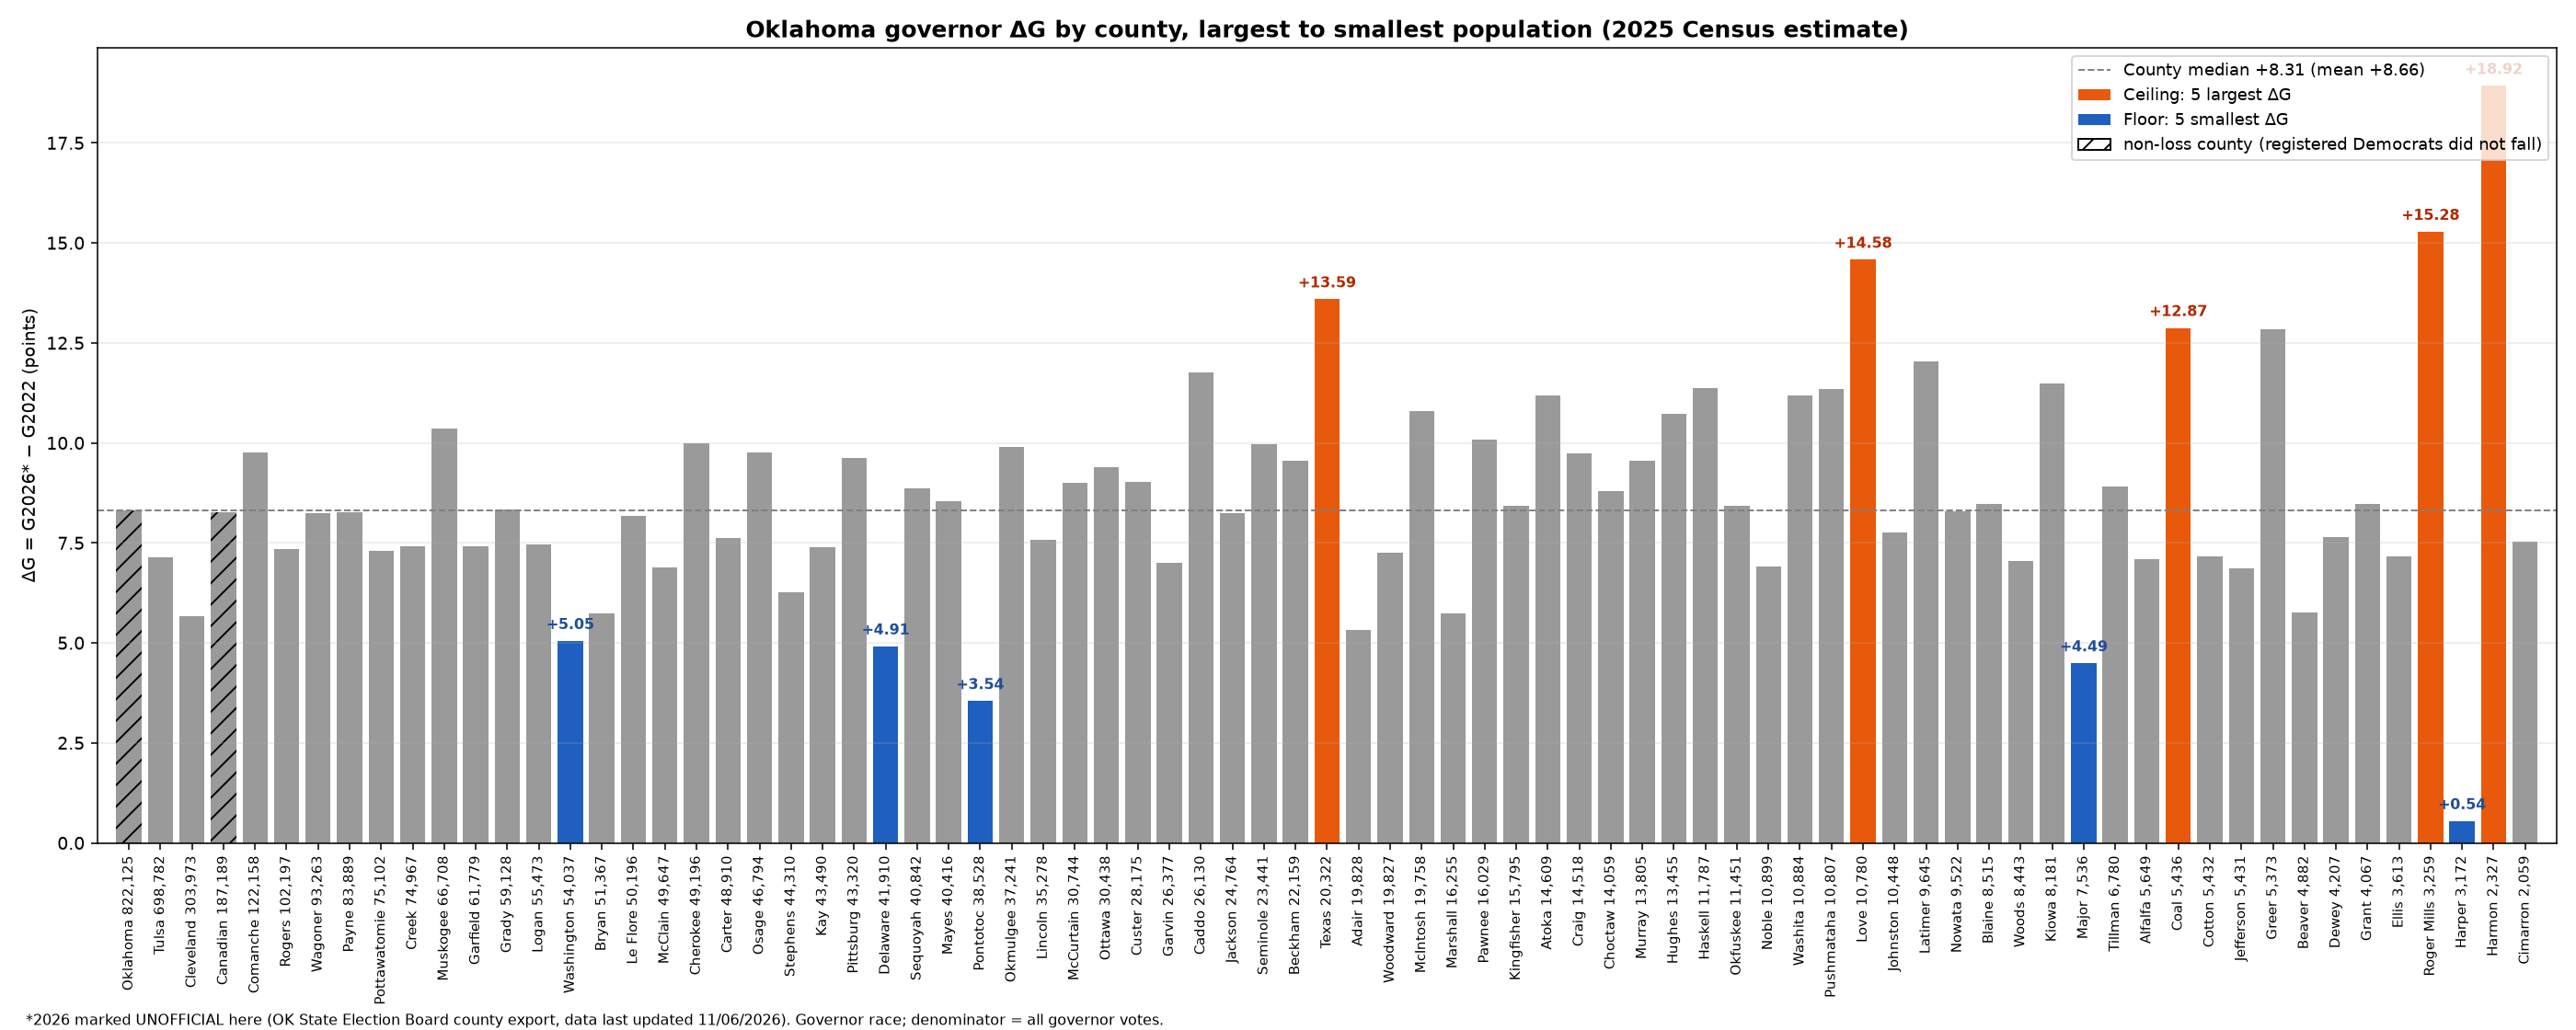 Oklahoma governor ΔG by county, largest to smallest population (2025 Census estimate)
County median +8.31 (mean +8.66)
Ceiling: 5 largest ΔG
Floor: 5 smallest ΔG
non-loss county (registered Democrats did not fall)
ΔG = G2026* − G2022 (points)
17.5
15.0
12.5
10.0
7.5
5.0
2.5
0.0
+5.05
+4.91
+3.54
+13.59
+14.58
+4.49
+12.87
+15.28
+0.54
+18.92
Oklahoma 822,125
Tulsa 698,782
Cleveland 303,973
Canadian 187,189
Comanche 122,158
Rogers 102,197
Wagoner 93,263
Payne 83,889
Pottawatomie 75,102
Creek 74,967
Muskogee 66,708
Garfield 61,779
Grady 59,128
Logan 55,473
Washington 54,037
Bryan 51,367
Le Flore 50,196
McClain 49,647
Cherokee 49,196
Carter 48,910
Osage 46,794
Stephens 44,310
Kay 43,490
Pittsburg 43,320
Delaware 41,910
Sequoyah 40,842
Mayes 40,416
Pontotoc 38,528
Okmulgee 37,241
Lincoln 35,278
McCurtain 30,744
Ottawa 30,438
Custer 28,175
Garvin 26,377
Caddo 26,130
Jackson 24,764
Seminole 23,441
Beckham 22,159
Texas 20,322
Adair 19,828
Woodward 19,827
McIntosh 19,758
Marshall 16,255
Pawnee 16,029
Kingfisher 15,795
Atoka 14,609
Craig 14,518
Choctaw 14,059
Murray 13,805
Hughes 13,455
Haskell 11,787
Okfuskee 11,451
Noble 10,899
Washita 10,884
Pushmataha 10,807
Love 10,780
Johnston 10,448
Latimer 9,645
Nowata 9,522
Blaine 8,515
Woods 8,443
Kiowa 8,181
Major 7,536
Tillman 6,780
Alfalfa 5,649
Coal 5,436
Cotton 5,432
Jefferson 5,431
Greer 5,373
Beaver 4,882
Dewey 4,207
Grant 4,067
Ellis 3,613
Roger Mills 3,259
Harper 3,172
Harmon 2,327
Cimarron 2,059
*2026 marked UNOFFICIAL here (OK State Election Board county export, data last updated 11/06/2026). Governor race; denominator = all governor votes.